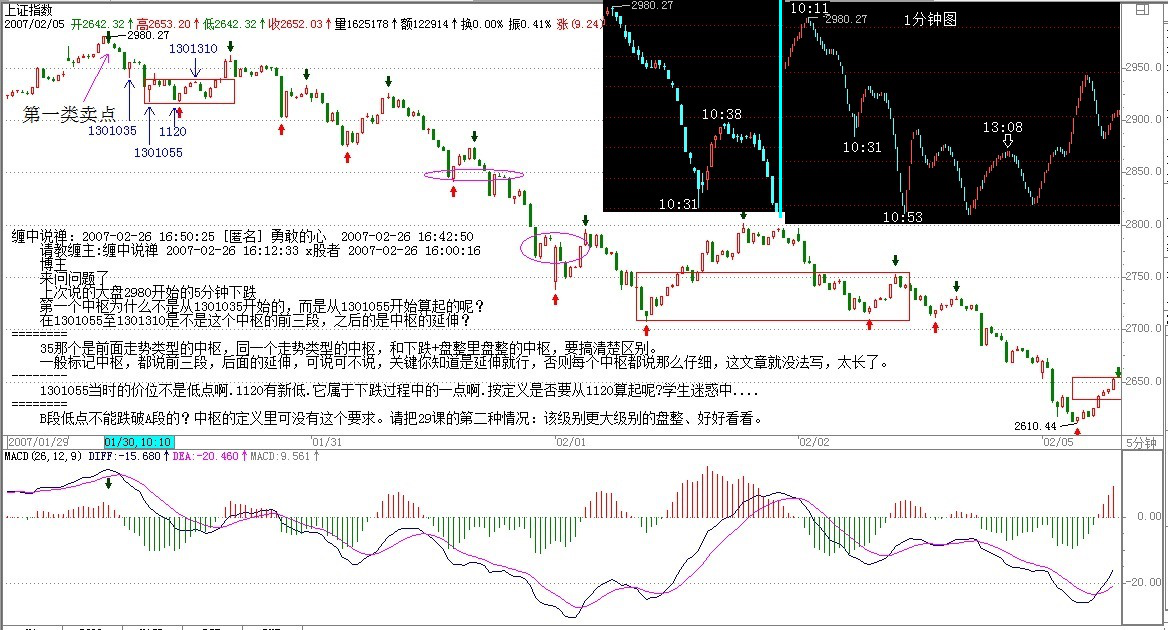 上证指数
2007/02/05 开2642.32↑高2653.20↑低2642.32↑收2652.03↑量1625178↑额122914↑换0.00% 振0.41% 涨(9.24)
2980.27
1301310
第一类卖点
1301035
1120
1301055
2980.27
10:38
10:31
10:11
2980.27
1分钟图
13:08
10:31
10:53
2950.0
2900.0
2850.0
2800.0
2750.0
2700.0
2650.0
缠中说禅: 2007-02-26 16:50:25 [匿名] 勇敢的心 2007-02-26 16:42:50
请教缠主:缠中说禅 2007-02-26 16:12:33 x股者 2007-02-26 16:00:16
博主
来问问题了
上次说的大盘2980开始的5分钟下跌
第一个中枢为什么不是从1301035开始的，而是从1301055开始算起的呢？
在1301055至1301310是不是这个中枢的前三段，之后的是中枢的延伸？
========
35那个是前面走势类型的中枢，同一个走势类型的中枢，和下跌+盘整里盘整的中枢，要搞清楚区别。
一般标记中枢，都说前三段，后面的延伸，可说可不说，关键你知道是延伸就行，否则每个中枢都说那么仔细，这文章就没法写，太长了。
========
1301055当时的价位不是低点啊.1120有新低.它属于下跌过程中的一点啊.按定义是否要从1120算起呢?学生迷惑中....
========
B段低点不能跌破A段的？中枢的定义里可没有这个要求。请把29课的第二种情况：该级别更大级别的盘整、好好看看。
2610.44
2007/01/29
01/30,10:10
01/31
02/01
02/02
02/05
5分钟
MACD(26,12,9) DIFF:-15.680↑DEA:-20.460↑MACD:9.561↑
0.00
-20.00